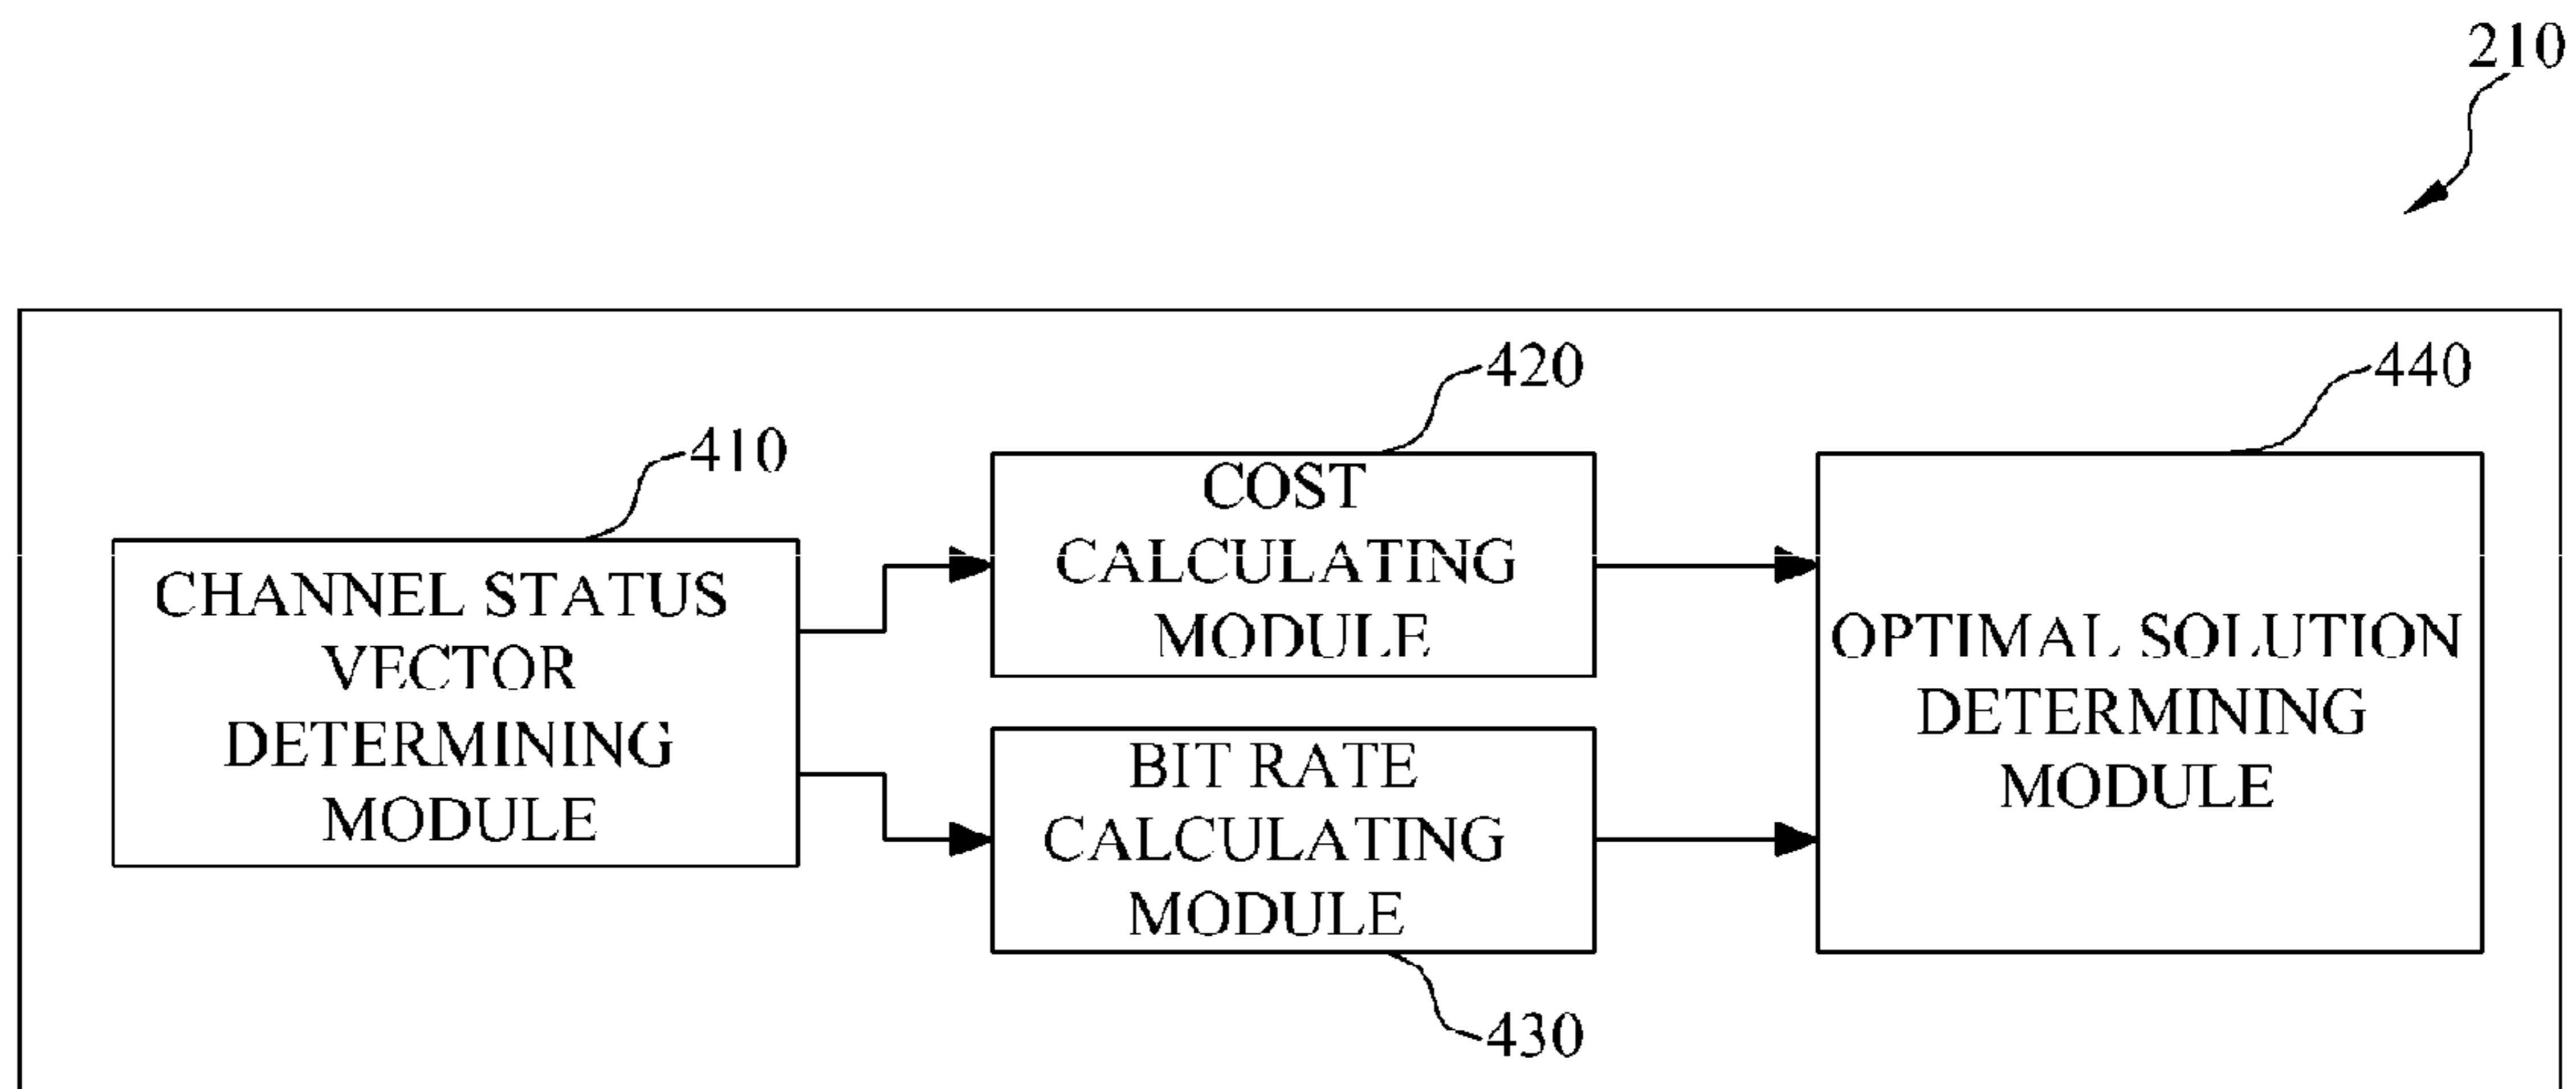 210
410
CHANNEL STATUS
VECTOR
DETERMINING
MODULE
420
COST
CALCULATING
MODULE
BIT RATE
CALCULATING
MODULE
430
440
OPTIMAL SOLUTION
DETERMINING
MODULE